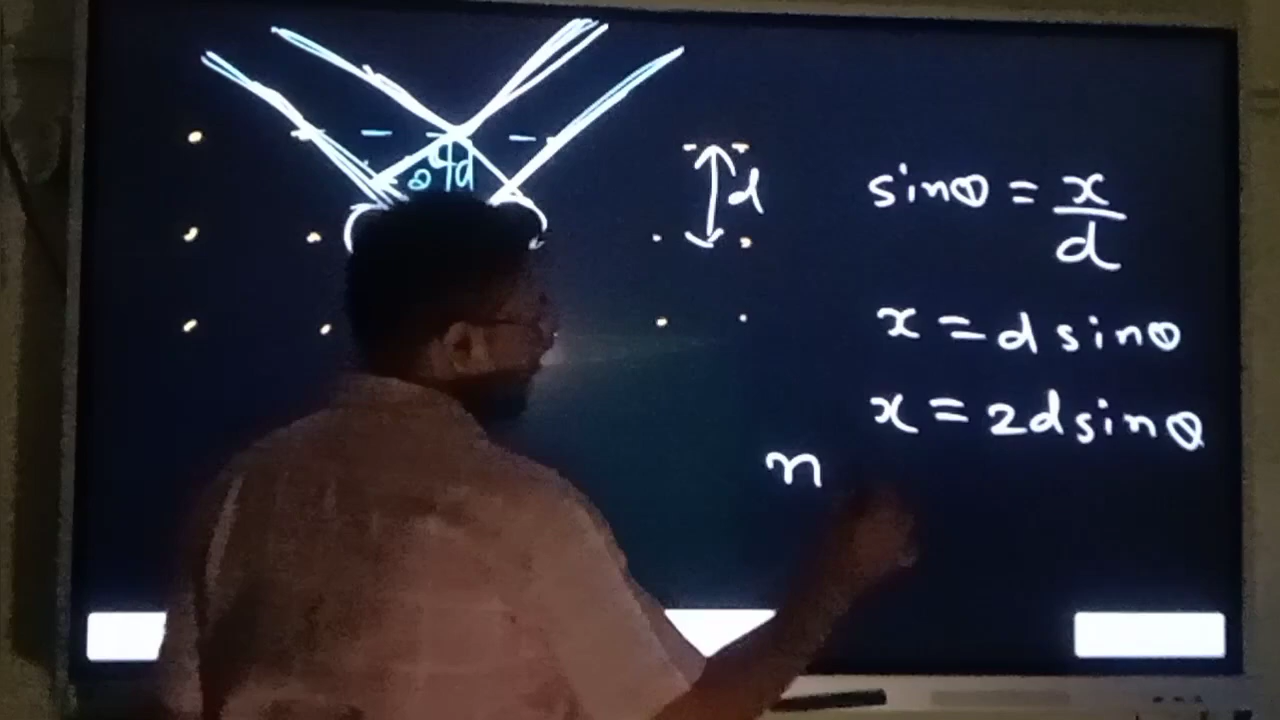 θ d
d
sinθ = x/d
x = d sinθ
x = 2d sinθ
n